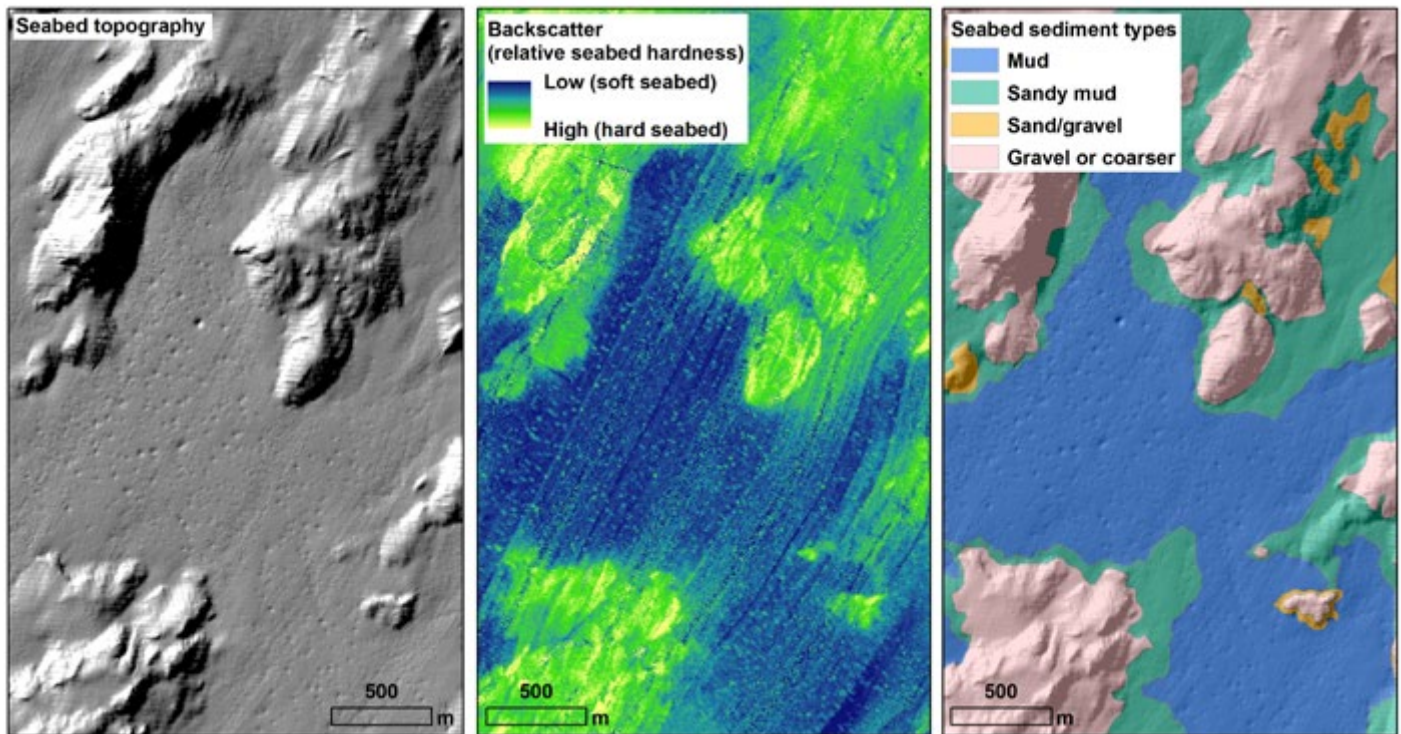 Seabed topography
500
m
Backscatter
(relative seabed hardness)
Low (soft seabed)
High (hard seabed)
500
m
Seabed sediment types
Mud
Sandy mud
Sand/gravel
Gravel or coarser
500
m